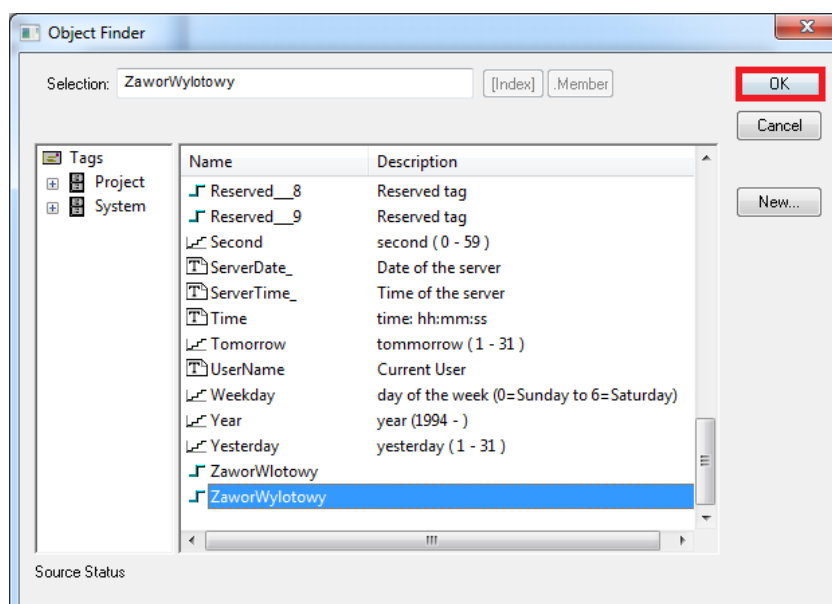 Object Finder
Selection: ZaworWylotowy [Index] .Member OK
Cancel
New...
Tags
Project
System
Name Description
Reserved__8 Reserved tag
Reserved__9 Reserved tag
Second second ( 0 - 59 )
ServerDate_ Date of the server
ServerTime_ Time of the server
Time time: hh:mm:ss
Tomorrow tommorrow ( 1 - 31 )
UserName Current User
Weekday day of the week (0=Sunday to 6=Saturday)
Year year (1994 - )
Yesterday yesterday ( 1 - 31 )
ZaworWlotowy
ZaworWylotowy
Source Status